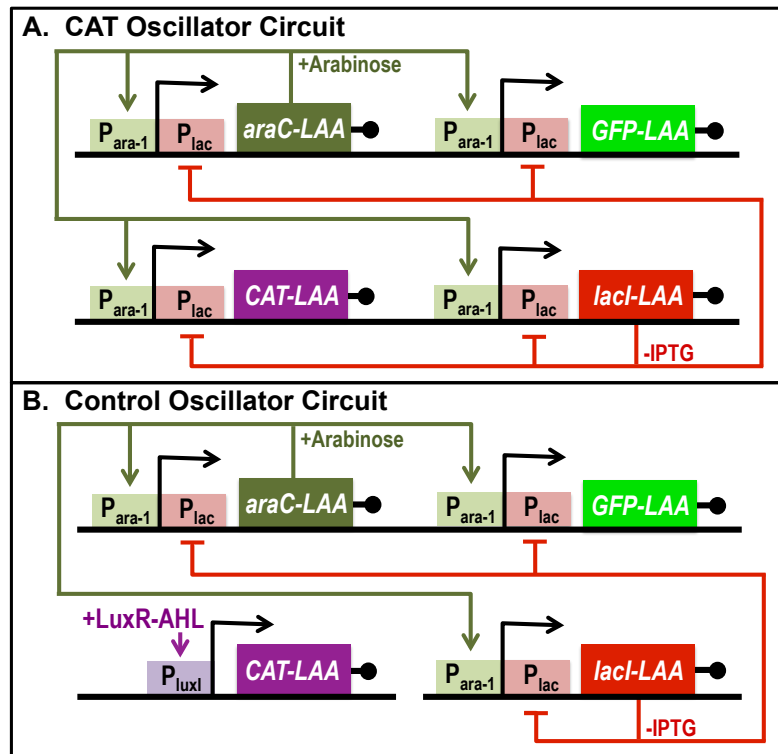 A. CAT Oscillator Circuit
+Arabinose
Para-1 Plac araC-LAA Para-1 Plac GFP-LAA
Para-1 Plac CAT-LAA Para-1 Plac lacI-LAA
-IPTG
B. Control Oscillator Circuit
+Arabinose
Para-1 Plac araC-LAA Para-1 Plac GFP-LAA
+LuxR-AHL
PluxI CAT-LAA Para-1 Plac lacI-LAA
-IPTG